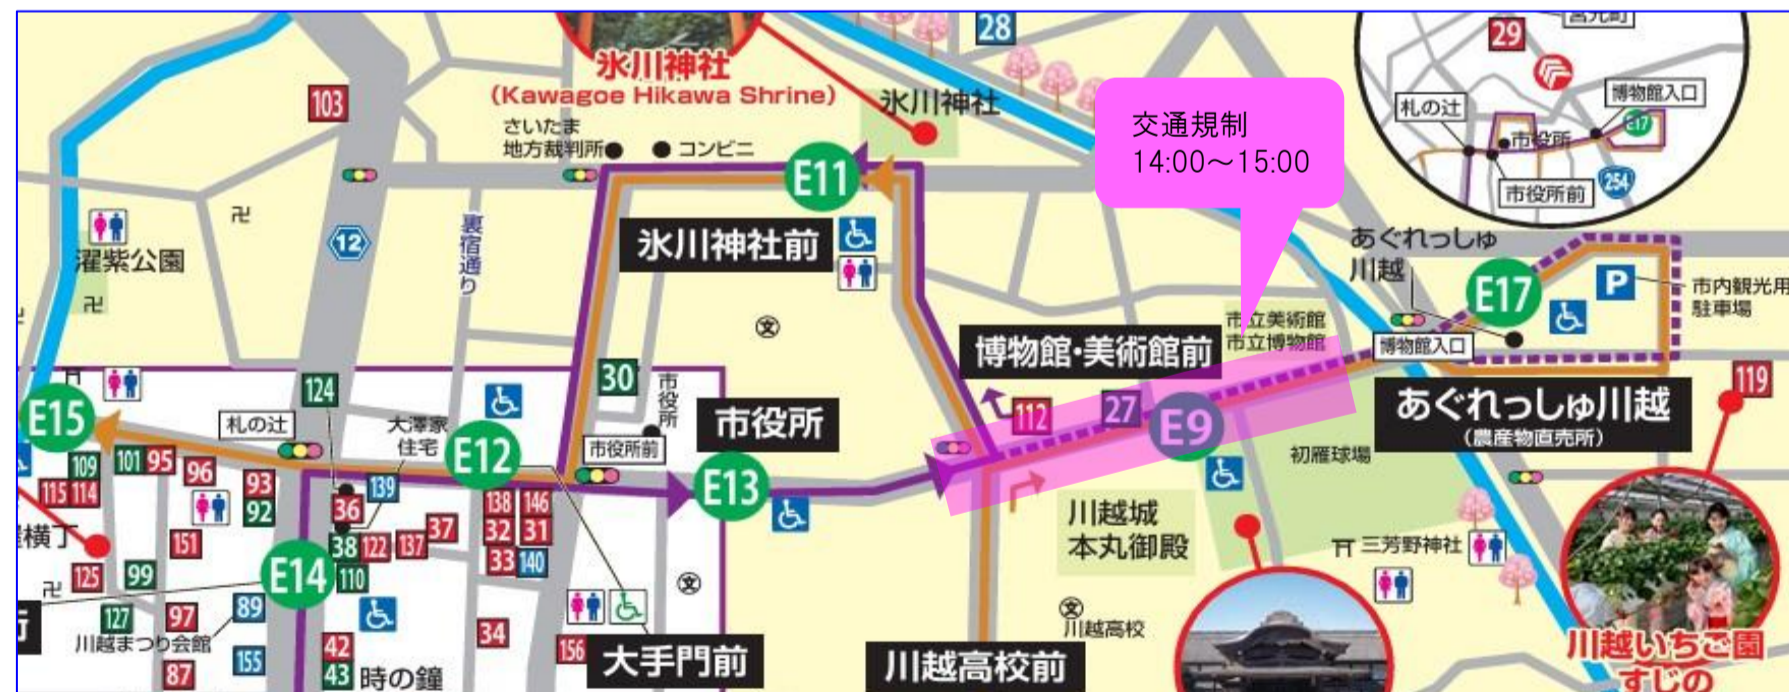 28
宮元町
29
氷川神社
(Kawagoe Hikawa Shrine)
103
氷川神社
交通規制
14:00～15:00
札の辻
博物館入口
E17
市役所
254
市役所前
さいたま
地方裁判所
コンビニ
E11
12
裏宿通り
氷川神社前
濯紫公園
あぐれっしゅ
川越
E17
P
市内観光用
駐車場
市立美術館
市立博物館
博物館・美術館前
博物館入口
30
市役所
124
大澤家
住宅
札の辻
E15
E12
市役所前
市役所
112
27
E9
あぐれっしゅ川越
(農産物直売所)
119
初雁球場
109
101
95
96
93
92
115
114
36
139
138
146
E13
151
38
122
137
37
32
31
33
140
川越城
本丸御殿
三芳野神社
横丁
125
99
E14
110
127
97
89
川越まつり会館
87
155
42
43
時の鐘
34
156
大手門前
川越高校前
川越高校
川越いちご園
すじの